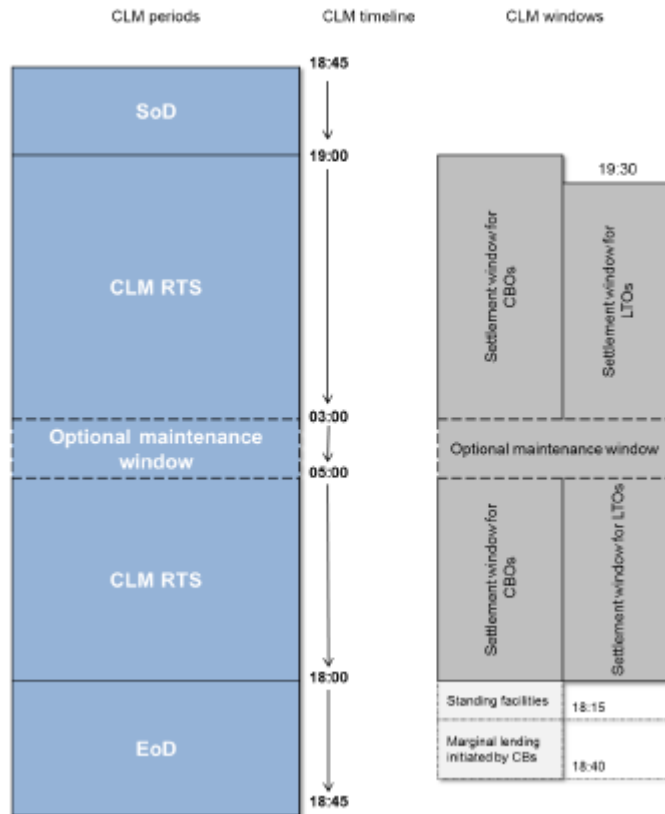 CLM periods
CLM timeline
CLM windows
18:45
SoD
19:00
19:30
CLM RTS
Settlement window for
CBOs
Settlement window for
LTOs
03:00
Optional maintenance
window
Optional maintenance window
05:00
CLM RTS
Settlement window for
CBOs
Settlement window for LTOs
18:00
EoD
Standing facilities
18:15
Marginal lending
initiated by CBs
18:40
18:45